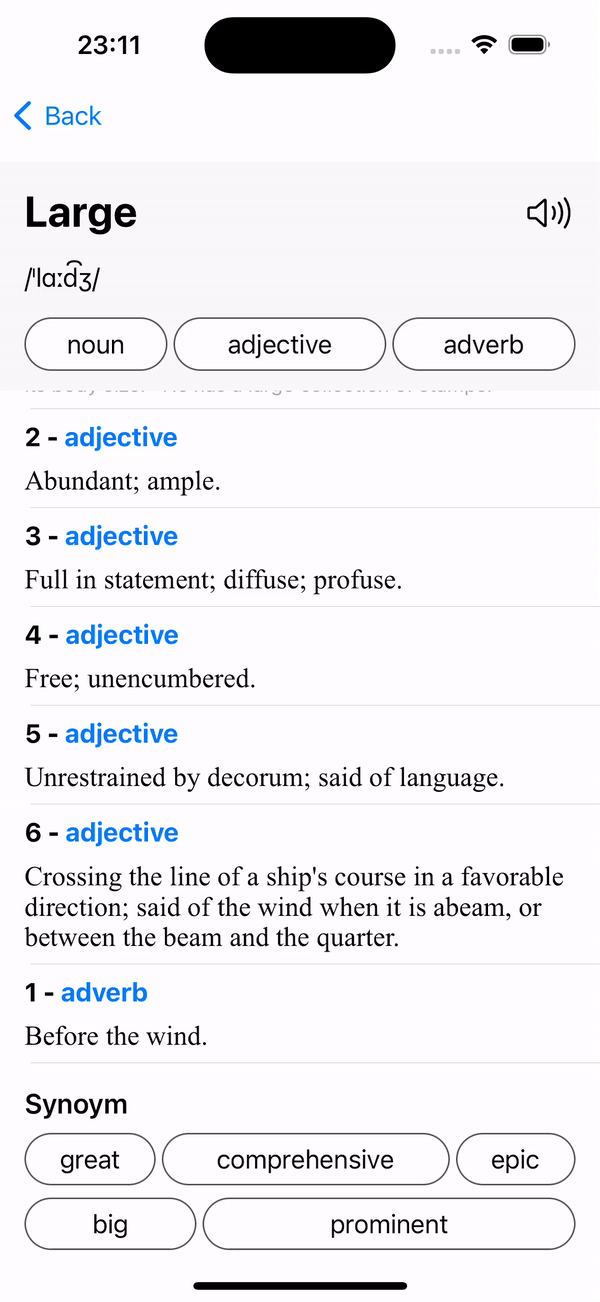 23:11
Back
Large
/ˈlɑːd͡ʒ/
noun
adjective
adverb
2 - adjective
Abundant; ample.
3 - adjective
Full in statement; diffuse; profuse.
4 - adjective
Free; unencumbered.
5 - adjective
Unrestrained by decorum; said of language.
6 - adjective
Crossing the line of a ship's course in a favorable
direction; said of the wind when it is abeam, or
between the beam and the quarter.
1 - adverb
Before the wind.
Synoym
great
comprehensive
epic
big
prominent